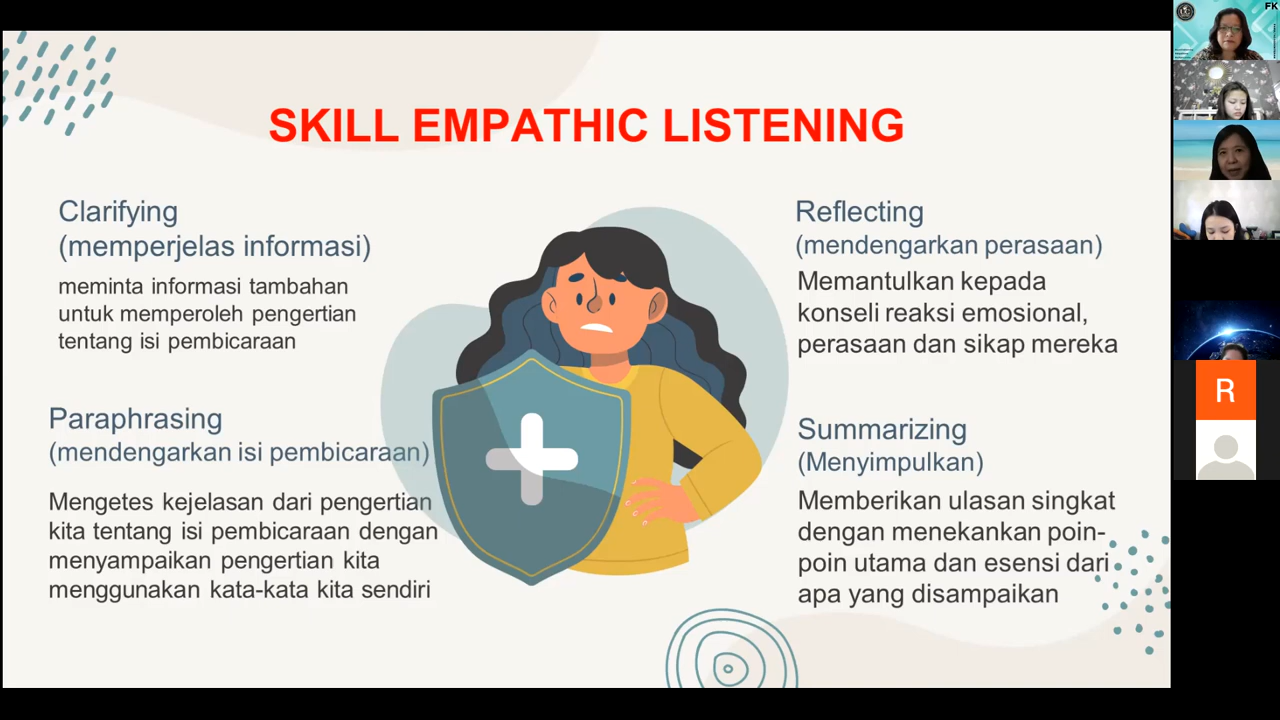 SKILL EMPATHIC LISTENING
Clarifying
(memperjelas informasi)
meminta informasi tambahan
untuk memperoleh pengertian
tentang isi pembicaraan
Paraphrasing
(mendengarkan isi pembicaraan)
Mengetes kejelasan dari pengertian
kita tentang isi pembicaraan dengan
menyampaikan pengertian kita
menggunakan kata-kata kita sendiri
Reflecting
(mendengarkan perasaan)
Memantulkan kepada
konseli reaksi emosional,
perasaan dan sikap mereka
Summarizing
(Menyimpulkan)
Memberikan ulasan singkat
dengan menekankan poin-
poin utama dan esensi dari
apa yang disampaikan
FK
R